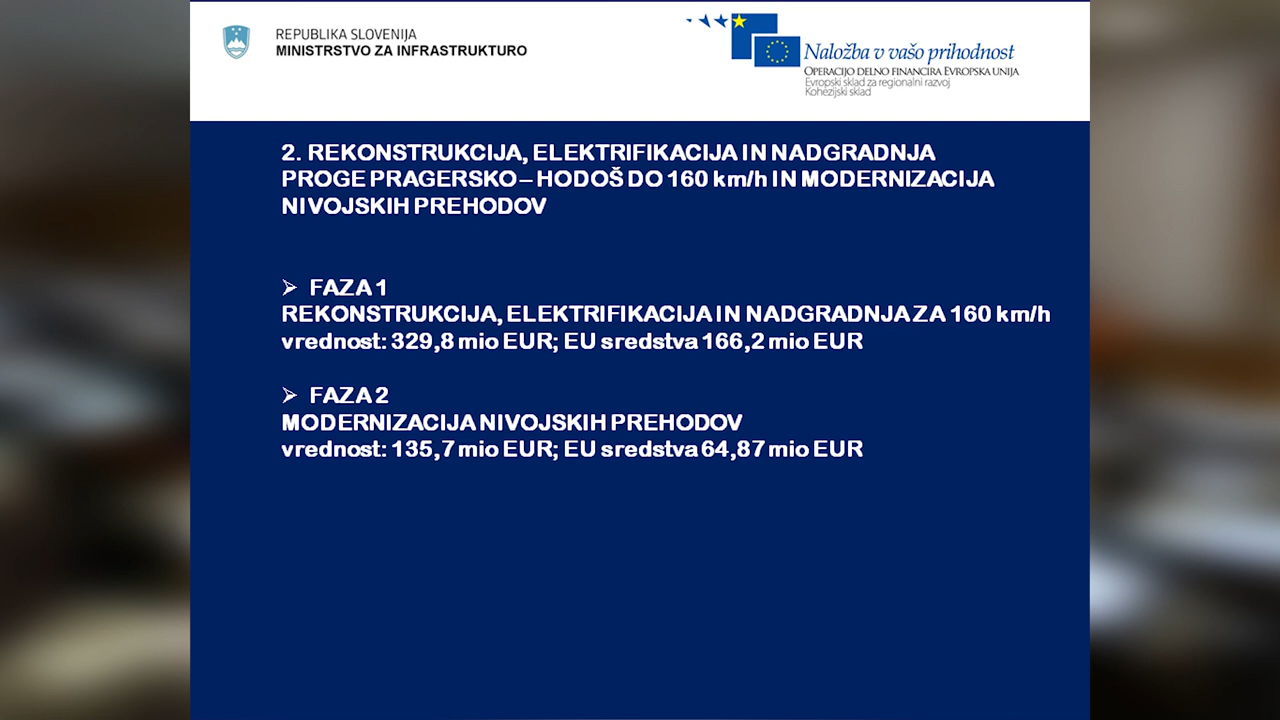 REPUBLIKA SLOVENIJA
MINISTRSTVO ZA INFRASTRUKTURO
Naložba v vašo prihodnost
OPERACIJO DELNO FINANCIRA EVROPSKA UNIJA
Evropski sklad za regionalni razvoj
Kohezijski sklad
2. REKONSTRUKCIJA, ELEKTRIFIKACIJA IN NADGRADNJA
PROGE PRAGERSKO – HODOŠ DO 160 km/h IN MODERNIZACIJA
NIVOJSKIH PREHODOV
➢ FAZA 1
REKONSTRUKCIJA, ELEKTRIFIKACIJA IN NADGRADNJA ZA 160 km/h
vrednost: 329,8 mio EUR; EU sredstva 166,2 mio EUR
➢ FAZA 2
MODERNIZACIJA NIVOJSKIH PREHODOV
vrednost: 135,7 mio EUR; EU sredstva 64,87 mio EUR